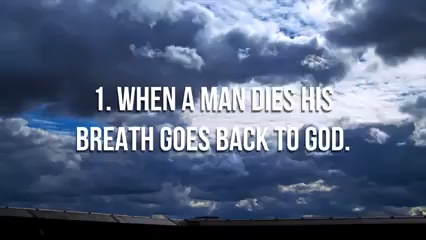 1. WHEN A MAN DIES HIS
BREATH GOES BACK TO GOD.